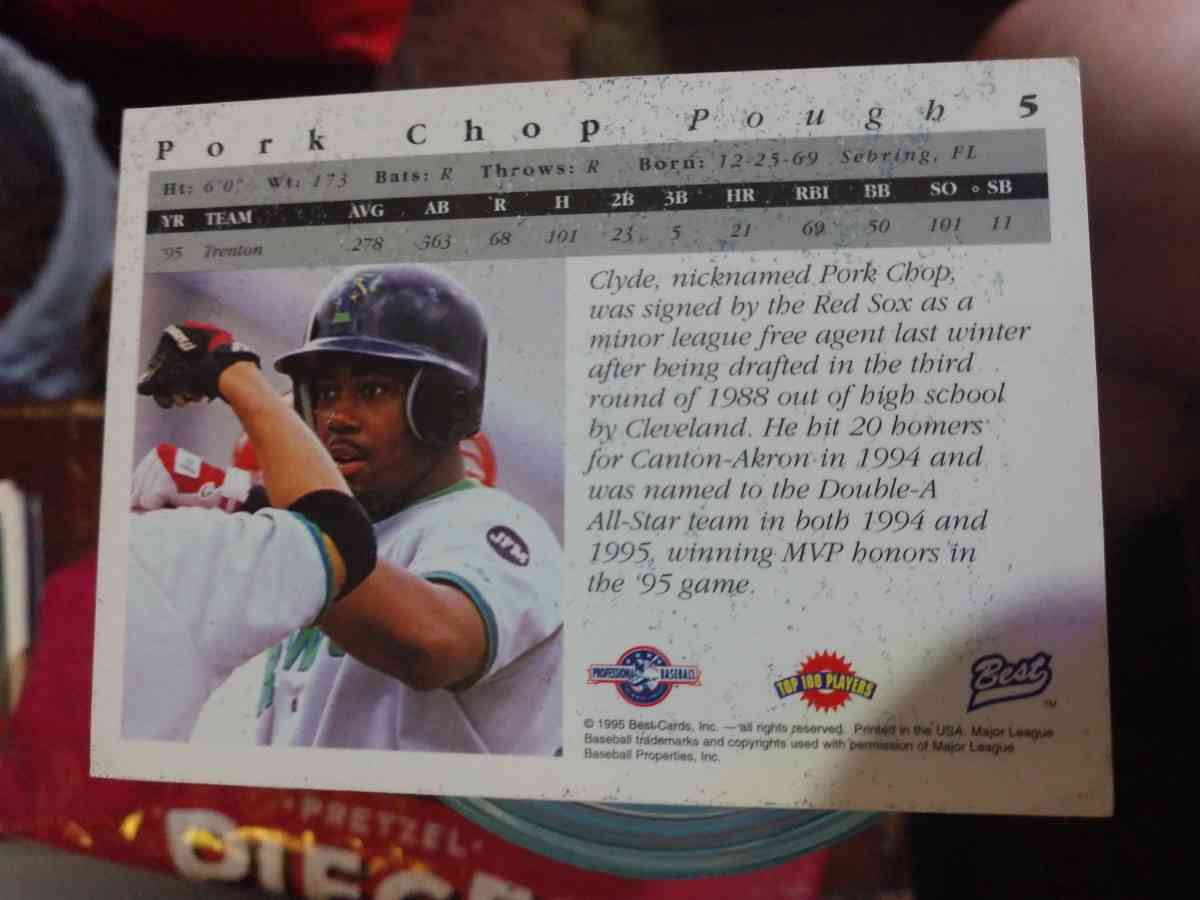 Pork Chop Pough 5
Ht: 6'0" Wt: 173 Bats: R Throws: R Born: 12-25-69 Sebring, FL
YR TEAM AVG AB R H 2B 3B HR RBI BB SO SB
'95 Trenton .278 363 68 101 23 5 21 69 50 101 11
Clyde, nicknamed Pork Chop,
was signed by the Red Sox as a
minor league free agent last winter
after being drafted in the third
round of 1988 out of high school
by Cleveland. He hit 20 homers
for Canton-Akron in 1994 and
was named to the Double-A
All-Star team in both 1994 and
1995, winning MVP honors in
the '95 game.
JFM
PROFESSIONAL BASEBALL
TOP 100 PLAYERS
Best TM
© 1995 Best Cards, Inc. — all rights reserved. Printed in the USA. Major League
Baseball trademarks and copyrights used with permission of Major League
Baseball Properties, Inc.
PRETZEL